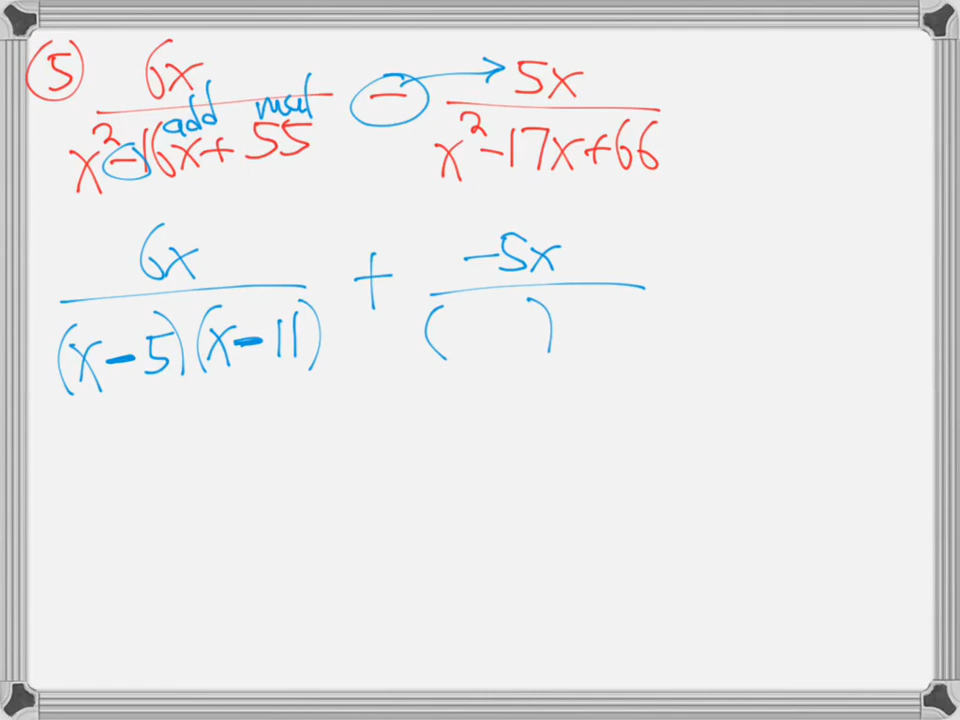 ⑤ 6x − 5x
add mul
x²−16x+55 x²−17x+66
6x + −5x
(x−5)(x−11) ( )